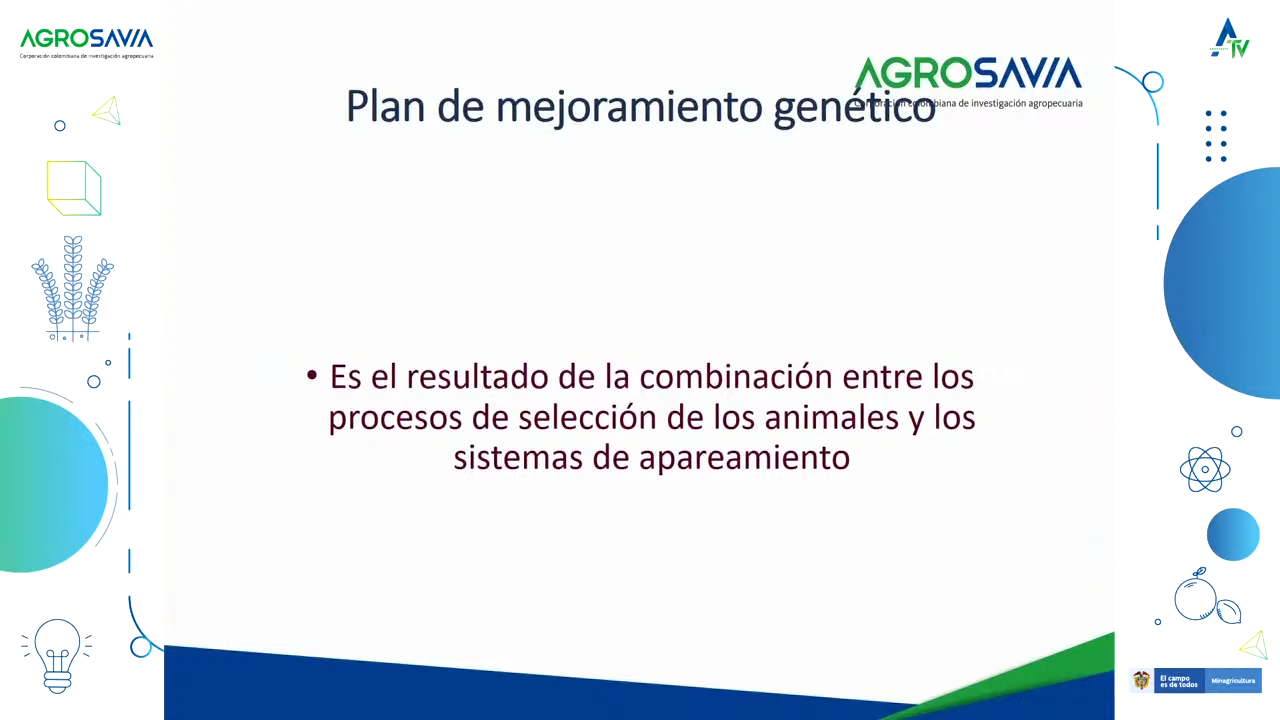 AGROSAVIA
Corporación colombiana de investigación agropecuaria
TV
AGROSAVIA
Corporación colombiana de investigación agropecuaria
Plan de mejoramiento genético
• Es el resultado de la combinación entre los
procesos de selección de los animales y los
sistemas de apareamiento
El campo
es de todos
Minagricultura